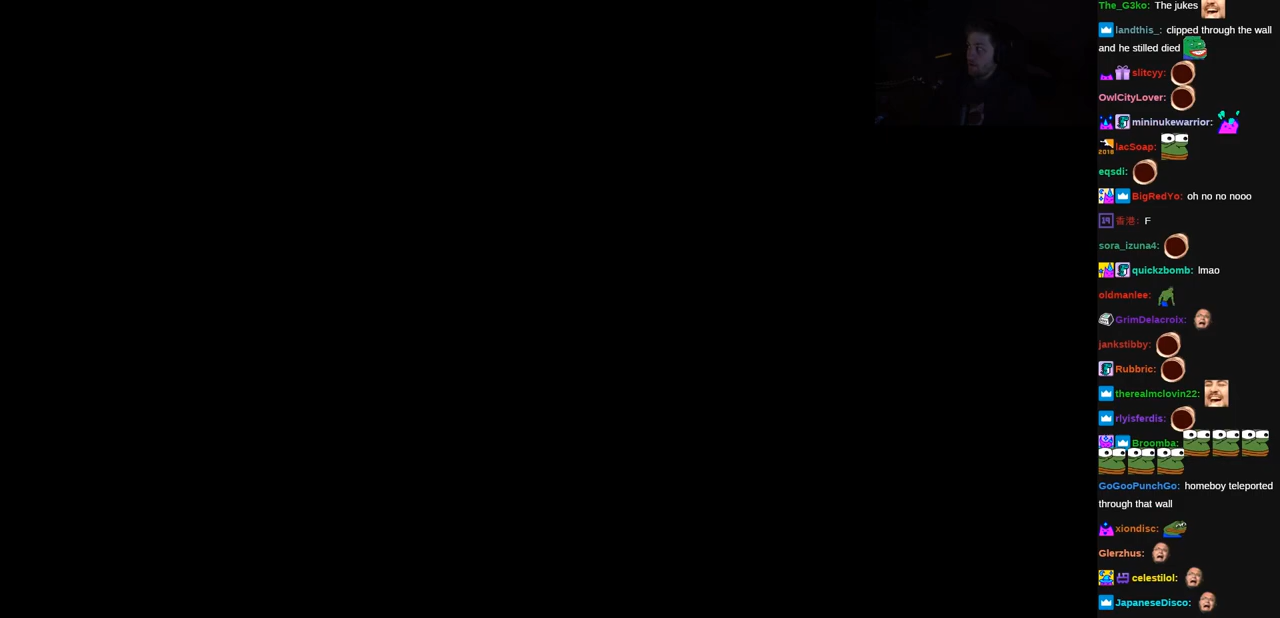 The_G3ko: The jukes
landthis_: clipped through the wall
and he stilled died
slitcyy:
OwlCityLover:
mininukewarrior:
2018 lacSoap:
eqsdi:
BigRedYo: oh no no nooo
香港: F
sora_izuna4:
quickzbomb: lmao
oldmanlee:
GrimDelacroix:
jankstibby:
Rubbric:
therealmclovin22:
rlyisferdis:
Broomba:
GoGooPunchGo: homeboy teleported
through that wall
xiondisc:
Glerzhus:
celestilol:
JapaneseDisco: